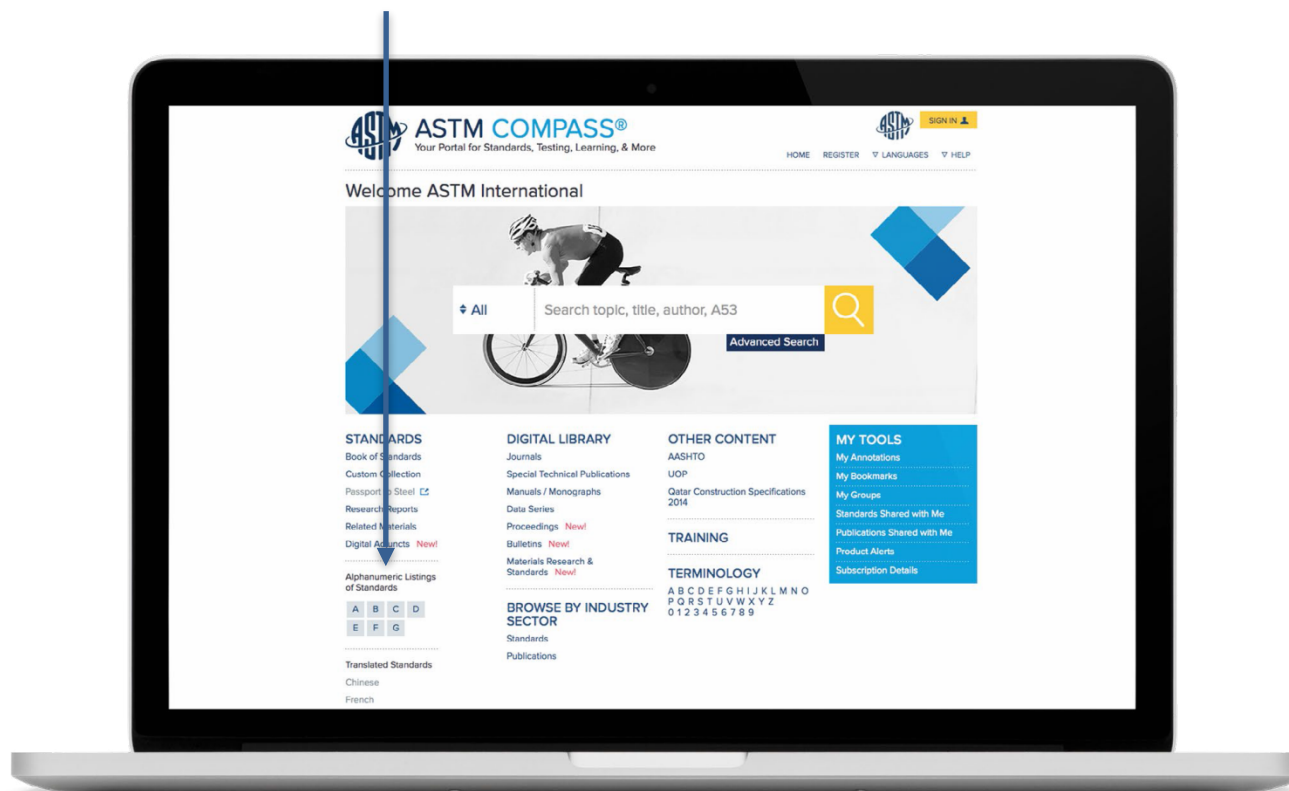 ASTM
ASTM COMPASS®
Your Portal for Standards, Testing, Learning, & More
ASTM
SIGN IN
HOME REGISTER ▽ LANGUAGES ▽ HELP
Welcome ASTM International
All
Search topic, title, author, A53
Advanced Search
STANDARDS
Book of Standards
Custom Collection
Passport to Steel
Research Reports
Related Materials
Digital Adjuncts New!
Alphanumeric Listings
of Standards
A B C D
E F G
Translated Standards
Chinese
French
DIGITAL LIBRARY
Journals
Special Technical Publications
Manuals / Monographs
Data Series
Proceedings New!
Bulletins New!
Materials Research &
Standards New!
BROWSE BY INDUSTRY
SECTOR
Standards
Publications
OTHER CONTENT
AASHTO
UOP
Qatar Construction Specifications
2014
TRAINING
TERMINOLOGY
A B C D E F G H I J K L M N O
P Q R S T U V W X Y Z
0 1 2 3 4 5 6 7 8 9
MY TOOLS
My Annotations
My Bookmarks
My Groups
Standards Shared with Me
Publications Shared with Me
Product Alerts
Subscription Details